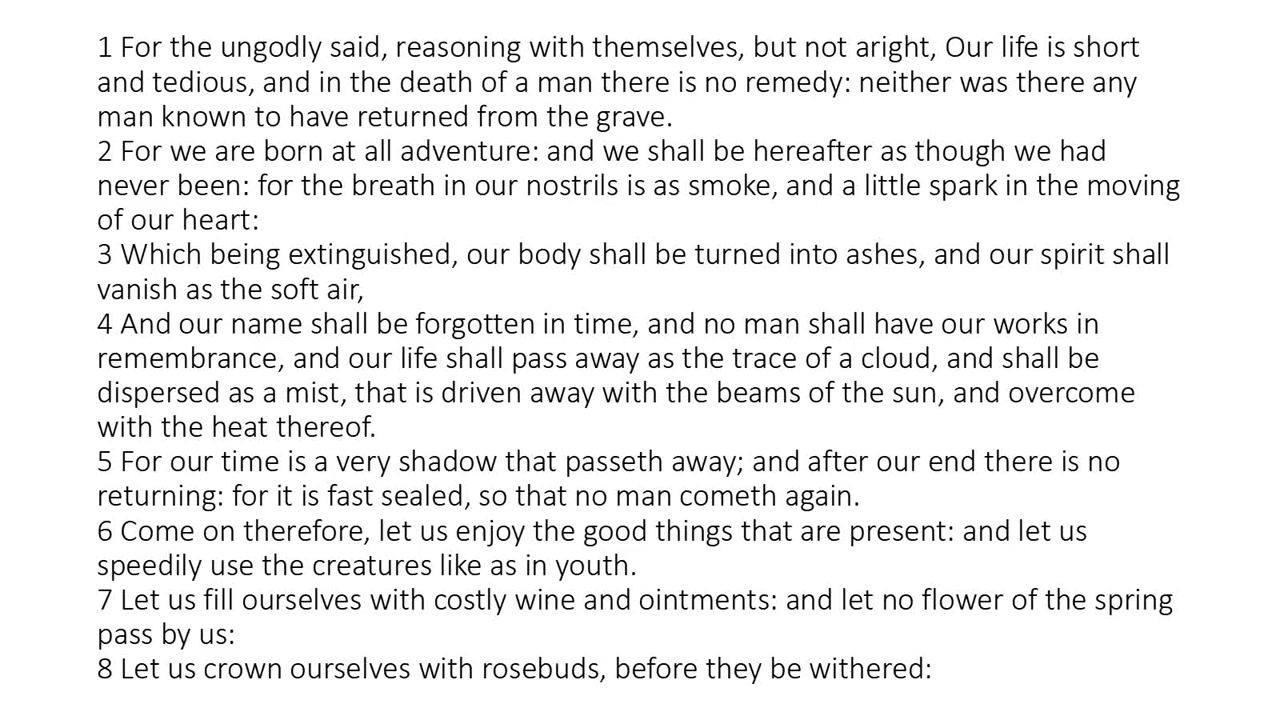 1 For the ungodly said, reasoning with themselves, but not aright, Our life is short
and tedious, and in the death of a man there is no remedy: neither was there any
man known to have returned from the grave.
2 For we are born at all adventure: and we shall be hereafter as though we had
never been: for the breath in our nostrils is as smoke, and a little spark in the moving
of our heart:
3 Which being extinguished, our body shall be turned into ashes, and our spirit shall
vanish as the soft air,
4 And our name shall be forgotten in time, and no man shall have our works in
remembrance, and our life shall pass away as the trace of a cloud, and shall be
dispersed as a mist, that is driven away with the beams of the sun, and overcome
with the heat thereof.
5 For our time is a very shadow that passeth away; and after our end there is no
returning: for it is fast sealed, so that no man cometh again.
6 Come on therefore, let us enjoy the good things that are present: and let us
speedily use the creatures like as in youth.
7 Let us fill ourselves with costly wine and ointments: and let no flower of the spring
pass by us:
8 Let us crown ourselves with rosebuds, before they be withered: